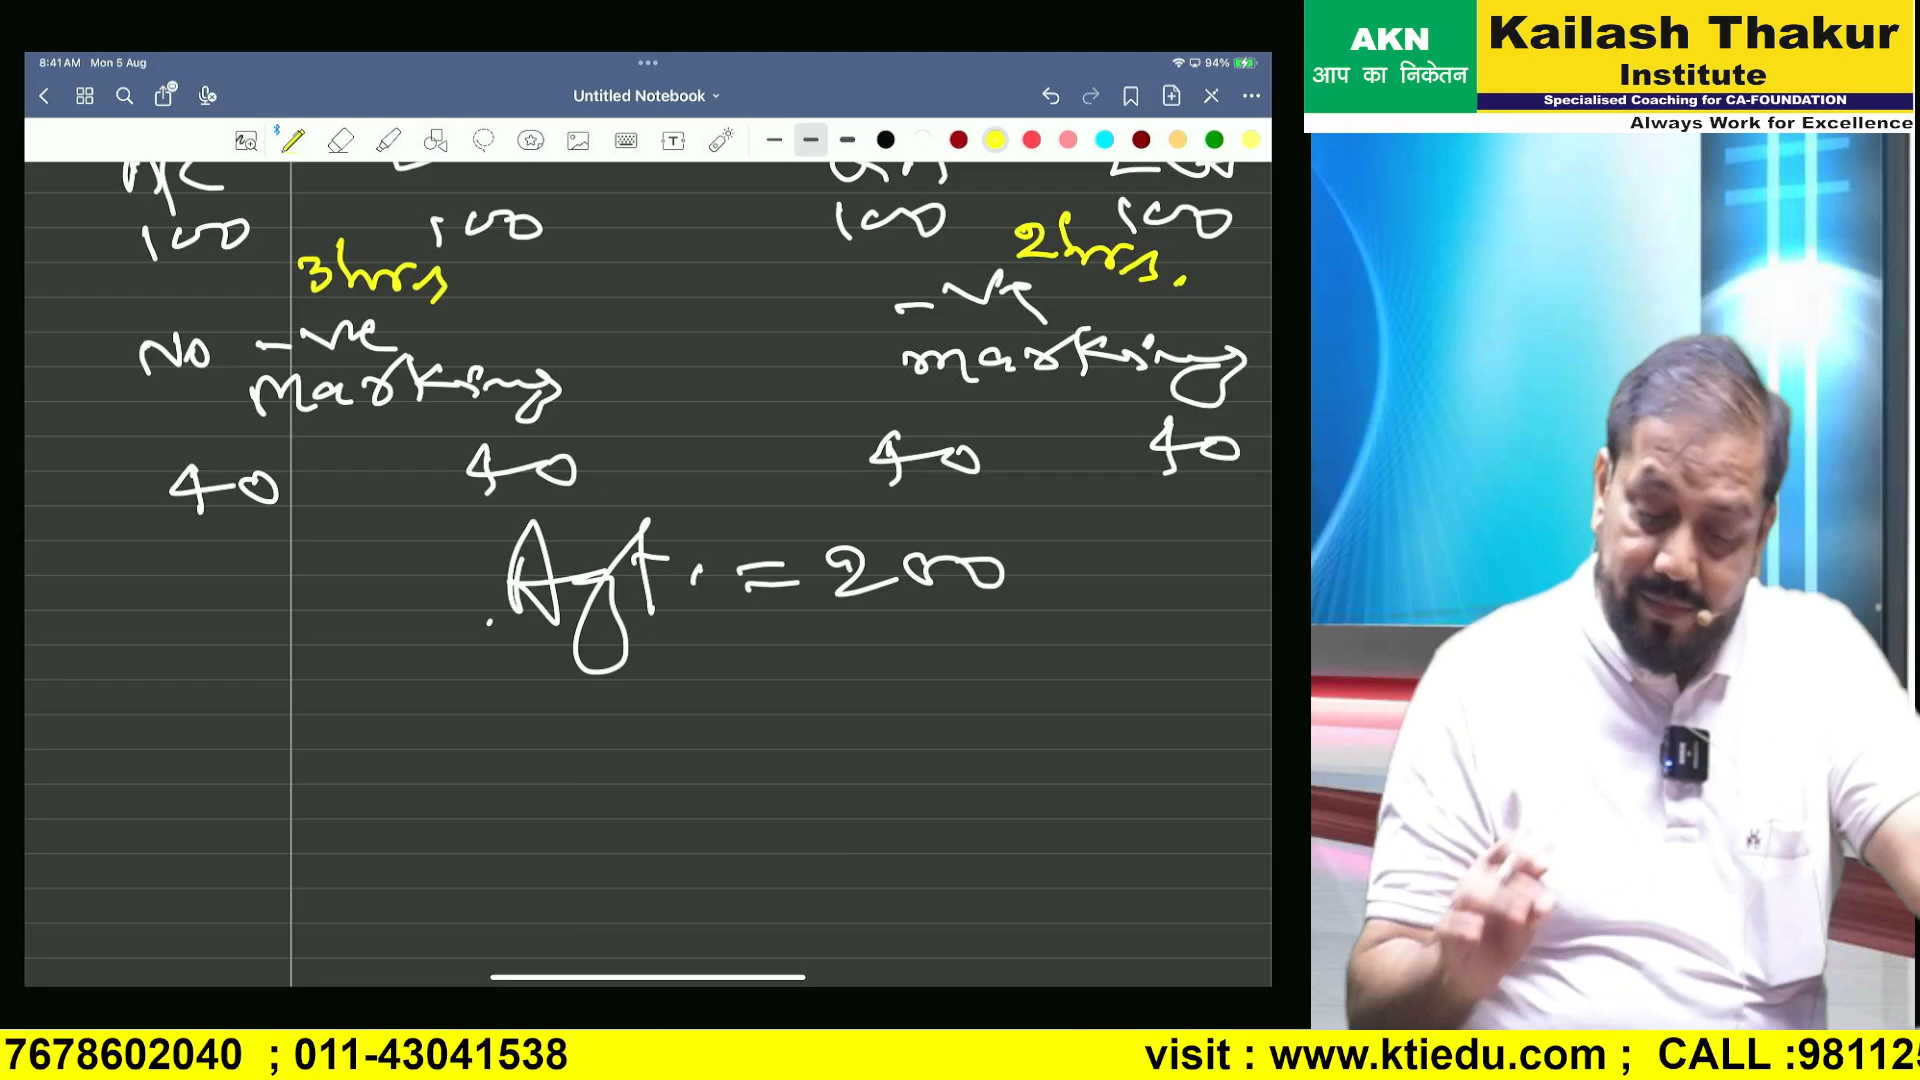 8:41AM Mon 5 Aug
94%
Untitled Notebook
AKN
आप का निकेतन
Kailash Thakur
Institute
Specialised Coaching for CA-FOUNDATION
Always Work for Excellence
A/C
100 100 100 100
3hrs 2hrs.
No -ve
marking
-ve
marking
40 40 40 40
Agt. = 200
7678602040 ; 011-43041538 visit : www.ktiedu.com ; CALL :98112